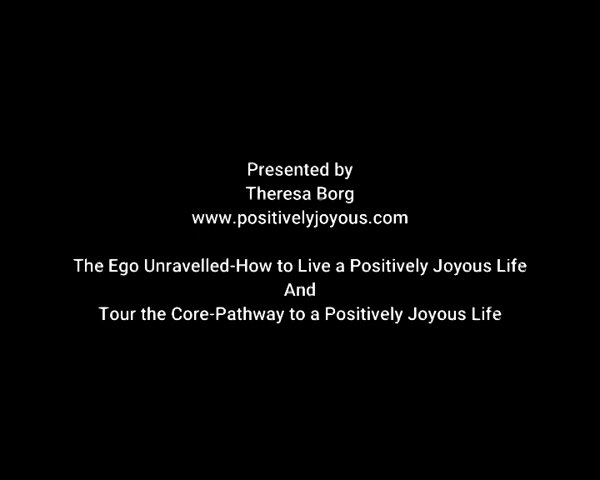 Presented by
Theresa Borg
www.positivelyjoyous.com
The Ego Unravelled-How to Live a Positively Joyous Life
And
Tour the Core-Pathway to a Positively Joyous Life